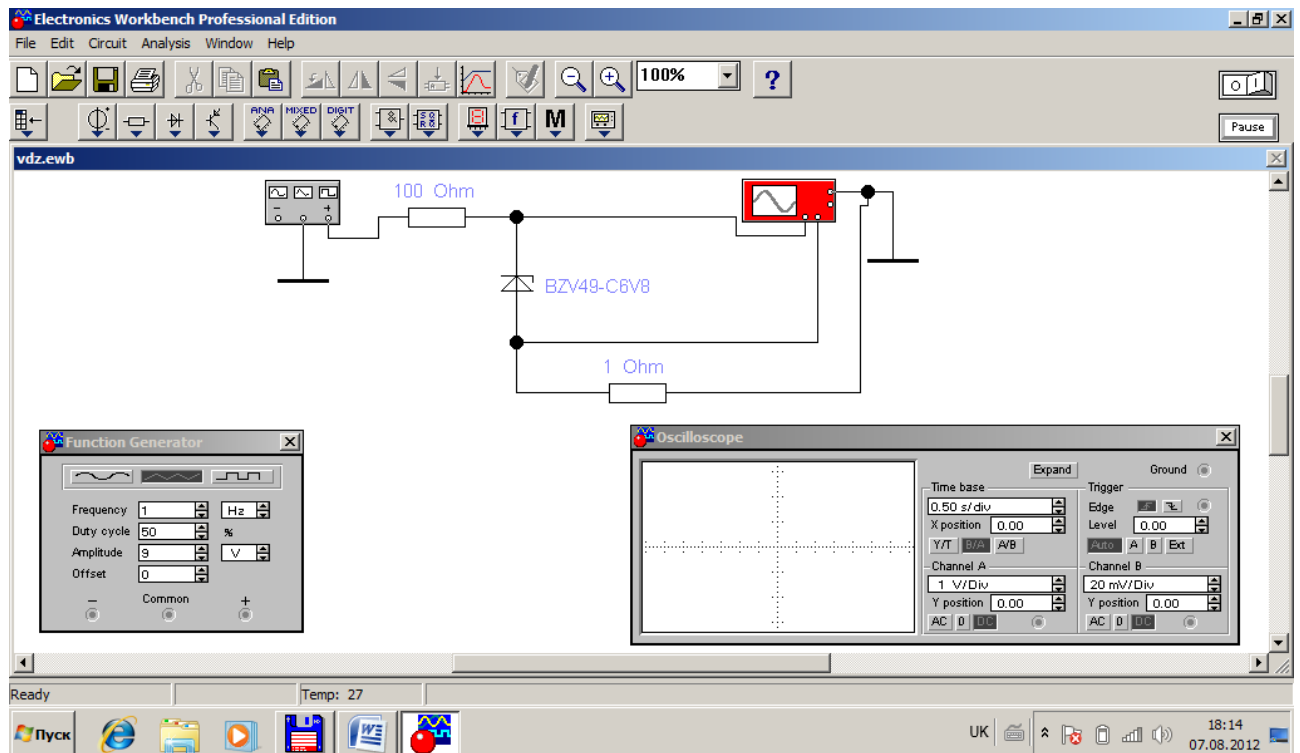 Electronics Workbench Professional Edition
File Edit Circuit Analysis Window Help
100%
?
ANA MIXED DIGIT
M
Pause
vdz.ewb
100 Ohm
BZV49-C6V8
1 Ohm
Function Generator
Frequency 1 Hz
Duty cycle 50 %
Amplitude 9 V
Offset 0
− Common +
Oscilloscope
Expand Ground
Time base Trigger
0.50 s/div Edge
X position 0.00 Level 0.00
Y/T B/A A/B Auto A B Ext
Channel A Channel B
1 V/Div 20 mV/Div
Y position 0.00 Y position 0.00
AC 0 DC AC 0 DC
Ready Temp: 27
Пуск UK 18:14
07.08.2012